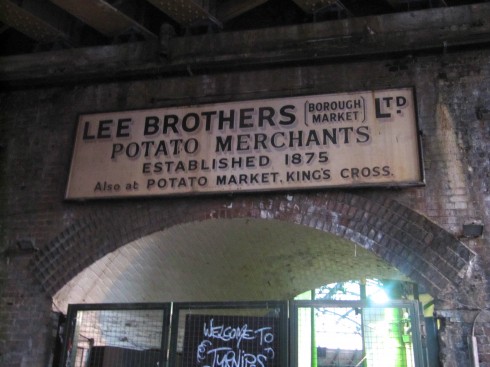 LEE BROTHERS (BOROUGH MARKET) LTD
POTATO MERCHANTS
ESTABLISHED 1875
Also at POTATO MARKET. KING'S CROSS.
WELCOME TO
TURNIPS